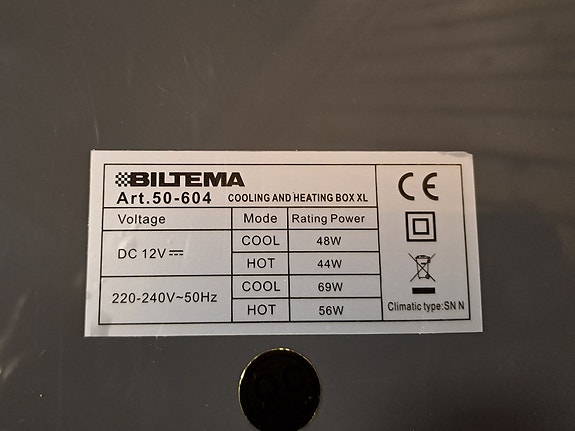 BILTEMA
Art.50-604 COOLING AND HEATING BOX XL
Voltage Mode Rating Power
DC 12V⎓ COOL 48W
HOT 44W
220-240V~50Hz COOL 69W
HOT 56W
CE
Climatic type:SN N